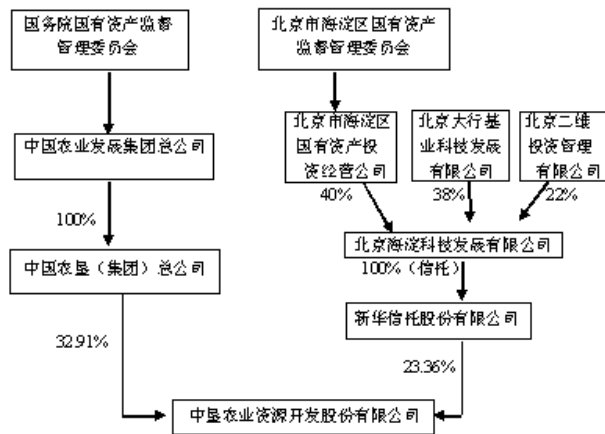 国务院国有资产监督
管理委员会
北京市海淀区国有资
产监督管理委员会
中国农业发展集团总公司
北京市海淀区
国有资产投
资经营公司
北京大行基
业科技发展
有限公司
北京二维
投资管理
有限公司
40%
38%
22%
100%
北京海淀科技发展有限公司
100%（信托）
中国农垦（集团）总公司
新华信托股份有限公司
32.91%
23.36%
中垦农业资源开发股份有限公司